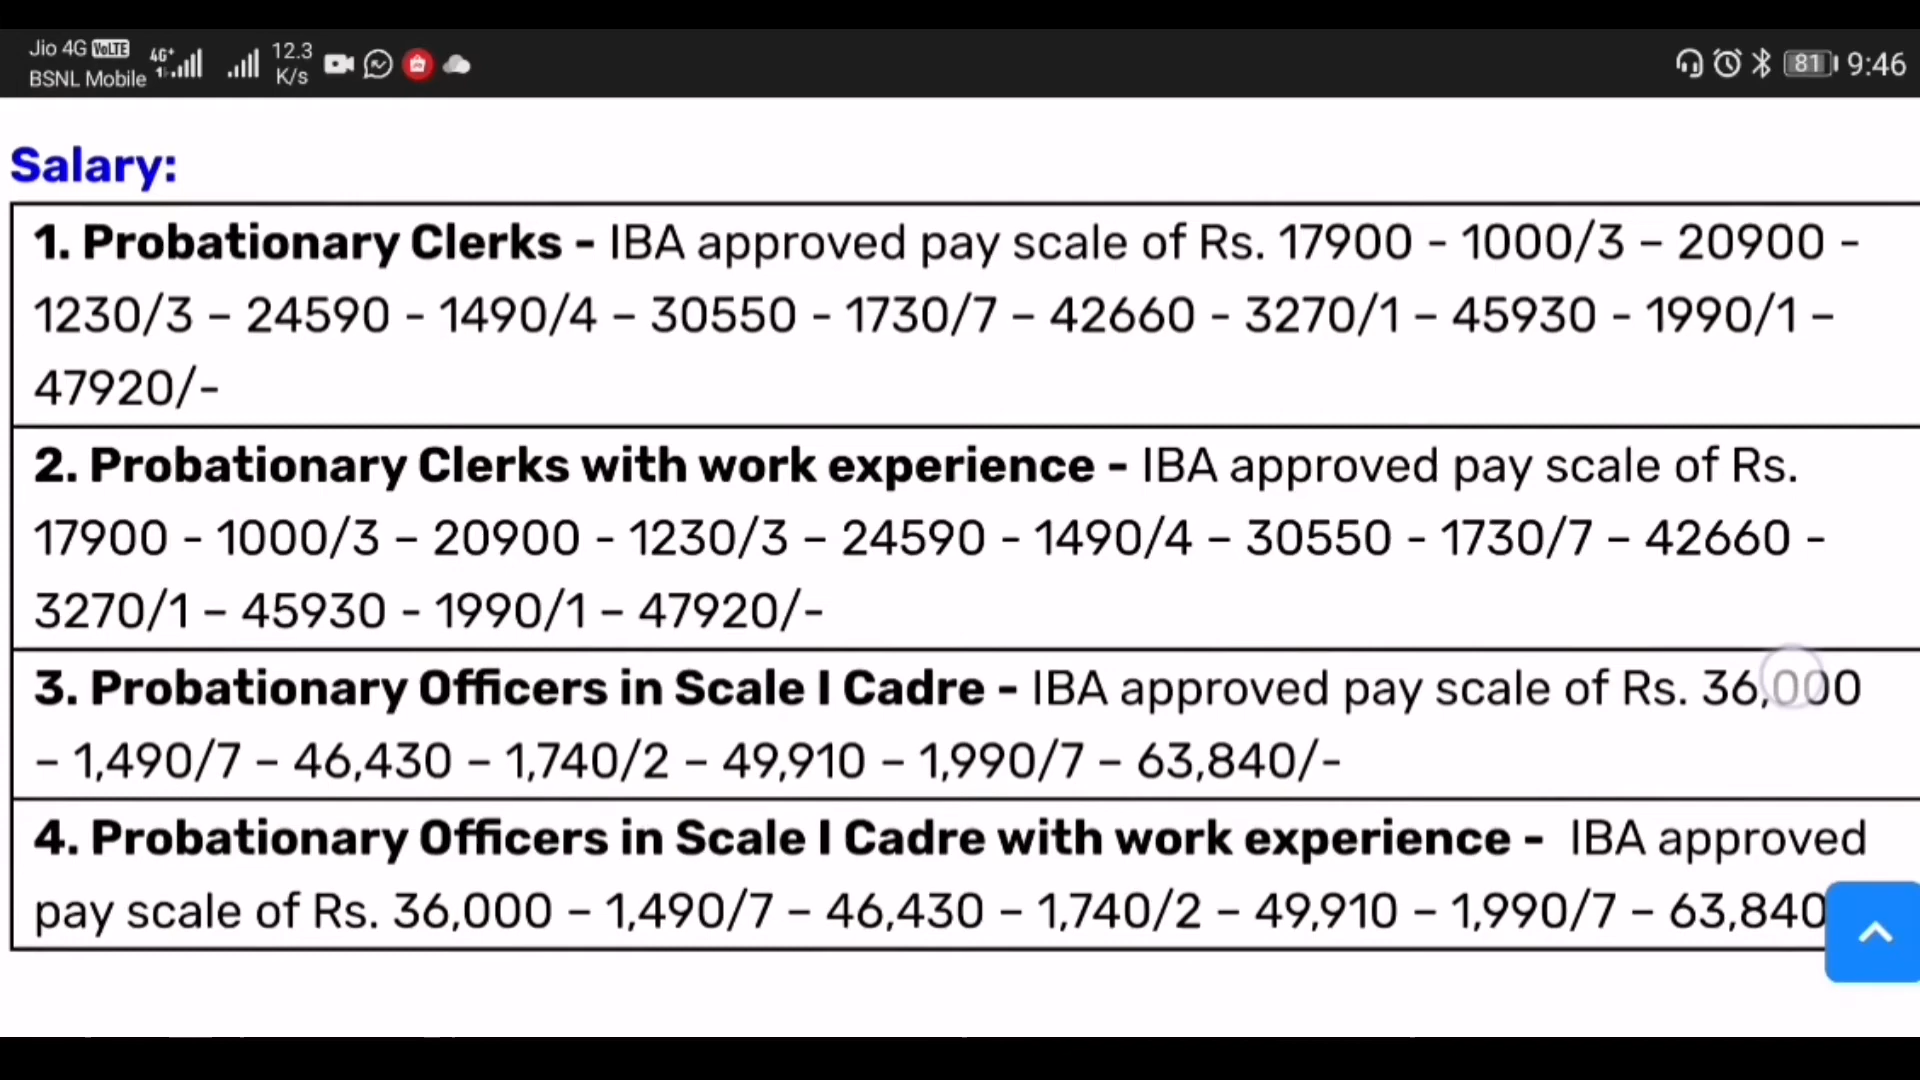 Jio 4G VoLTE 4G+ 12.3 81 9:46
BSNL Mobile K/s
Salary:
1. Probationary Clerks - IBA approved pay scale of Rs. 17900 - 1000/3 – 20900 -
1230/3 – 24590 - 1490/4 – 30550 - 1730/7 – 42660 - 3270/1 – 45930 - 1990/1 –
47920/-
2. Probationary Clerks with work experience - IBA approved pay scale of Rs.
17900 - 1000/3 – 20900 - 1230/3 – 24590 - 1490/4 – 30550 - 1730/7 – 42660 -
3270/1 – 45930 - 1990/1 – 47920/-
3. Probationary Officers in Scale I Cadre - IBA approved pay scale of Rs. 36,000
– 1,490/7 – 46,430 – 1,740/2 – 49,910 – 1,990/7 – 63,840/-
4. Probationary Officers in Scale I Cadre with work experience - IBA approved
pay scale of Rs. 36,000 – 1,490/7 – 46,430 – 1,740/2 – 49,910 – 1,990/7 – 63,840